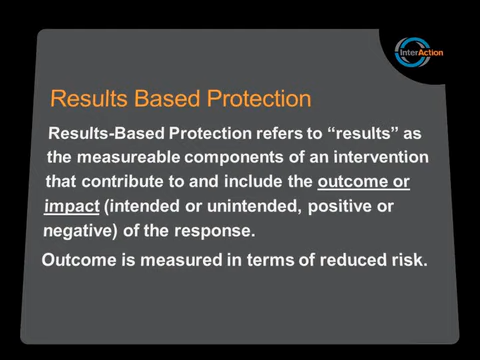 InterAction
Results Based Protection
Results-Based Protection refers to “results” as
the measureable components of an intervention
that contribute to and include the outcome or
impact (intended or unintended, positive or
negative) of the response.
Outcome is measured in terms of reduced risk.